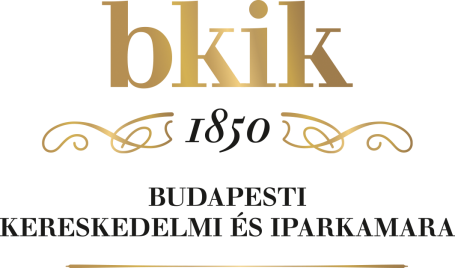 bkik
1850
BUDAPESTI
KERESKEDELMI ÉS IPARKAMARA